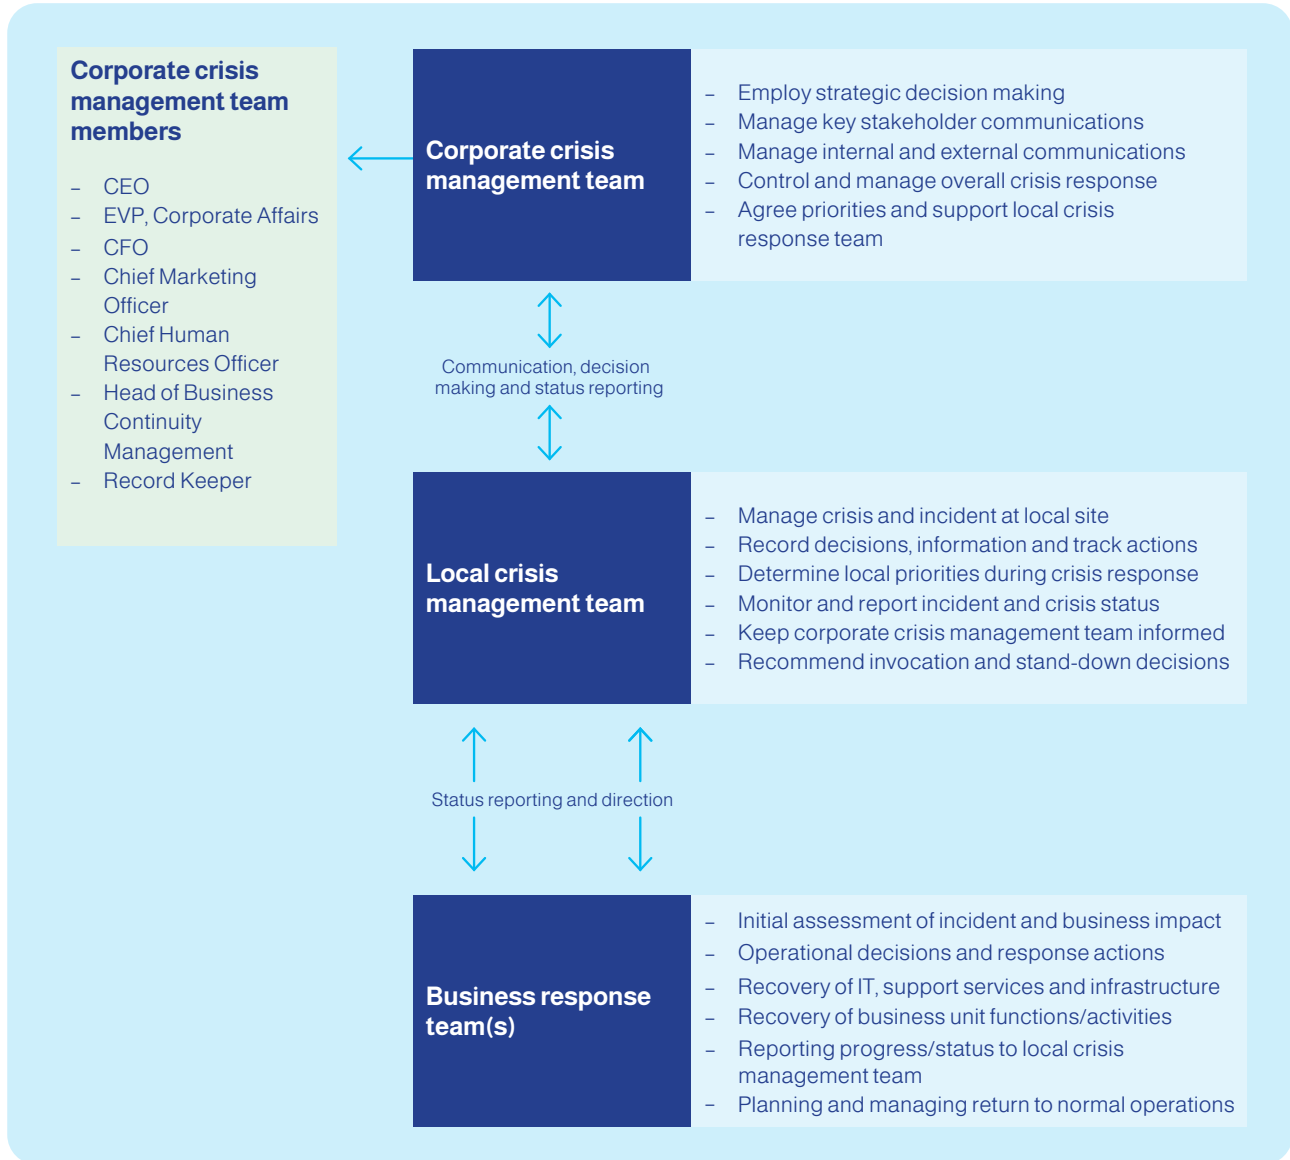 Corporate crisis
management team
members
– CEO
– EVP, Corporate Affairs
– CFO
– Chief Marketing
Officer
– Chief Human
Resources Officer
– Head of Business
Continuity
Management
– Record Keeper
Corporate crisis
management team
– Employ strategic decision making
– Manage key stakeholder communications
– Manage internal and external communications
– Control and manage overall crisis response
– Agree priorities and support local crisis
response team
Communication, decision
making and status reporting
Local crisis
management team
– Manage crisis and incident at local site
– Record decisions, information and track actions
– Determine local priorities during crisis response
– Monitor and report incident and crisis status
– Keep corporate crisis management team informed
– Recommend invocation and stand-down decisions
Status reporting and direction
Business response
team(s)
– Initial assessment of incident and business impact
– Operational decisions and response actions
– Recovery of IT, support services and infrastructure
– Recovery of business unit functions/activities
– Reporting progress/status to local crisis
management team
– Planning and managing return to normal operations